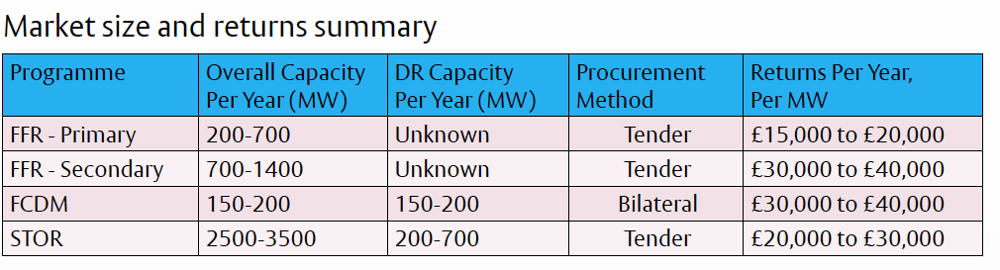 Market size and returns summary
Programme Overall Capacity Per Year (MW) DR Capacity Per Year (MW) Procurement Method Returns Per Year, Per MW
FFR - Primary 200-700 Unknown Tender £15,000 to £20,000
FFR - Secondary 700-1400 Unknown Tender £30,000 to £40,000
FCDM 150-200 150-200 Bilateral £30,000 to £40,000
STOR 2500-3500 200-700 Tender £20,000 to £30,000